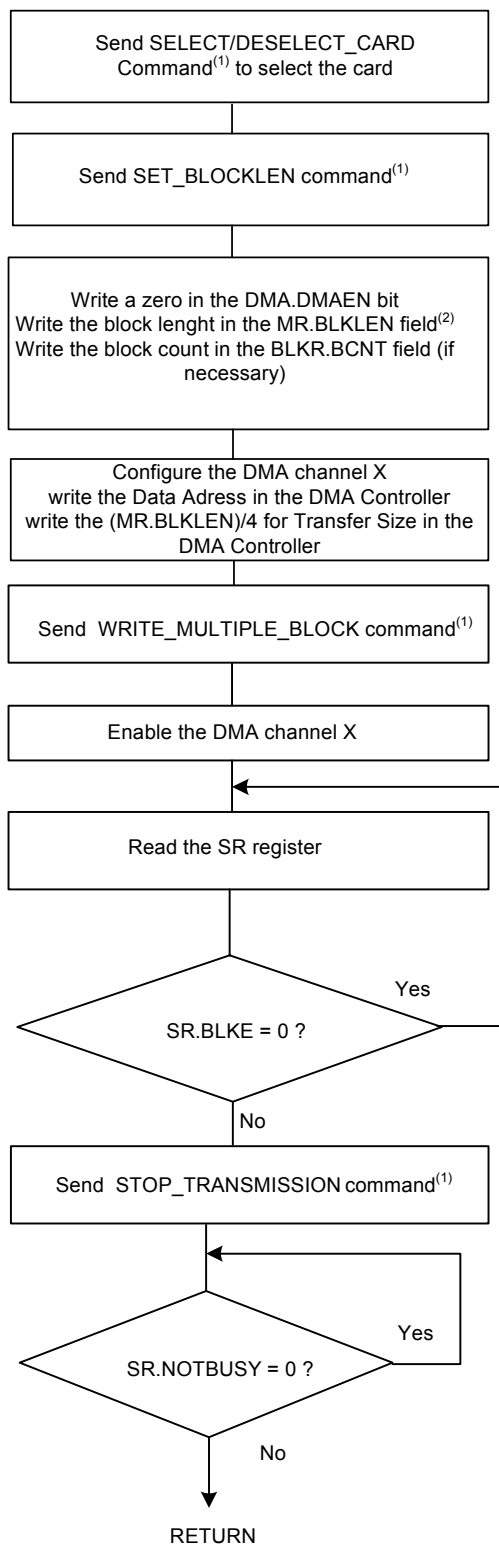 Send SELECT/DESELECT_CARD
Command(1) to select the card
Send SET_BLOCKLEN command(1)
Write a zero in the DMA.DMAEN bit
Write the block lenght in the MR.BLKLEN field(2)
Write the block count in the BLKR.BCNT field (if
necessary)
Configure the DMA channel X
write the Data Adress in the DMA Controller
write the (MR.BLKLEN)/4 for Transfer Size in the
DMA Controller
Send WRITE_MULTIPLE_BLOCK command(1)
Enable the DMA channel X
Read the SR register
Yes
SR.BLKE = 0 ?
No
Send STOP_TRANSMISSION command(1)
Yes
SR.NOTBUSY = 0 ?
No
RETURN